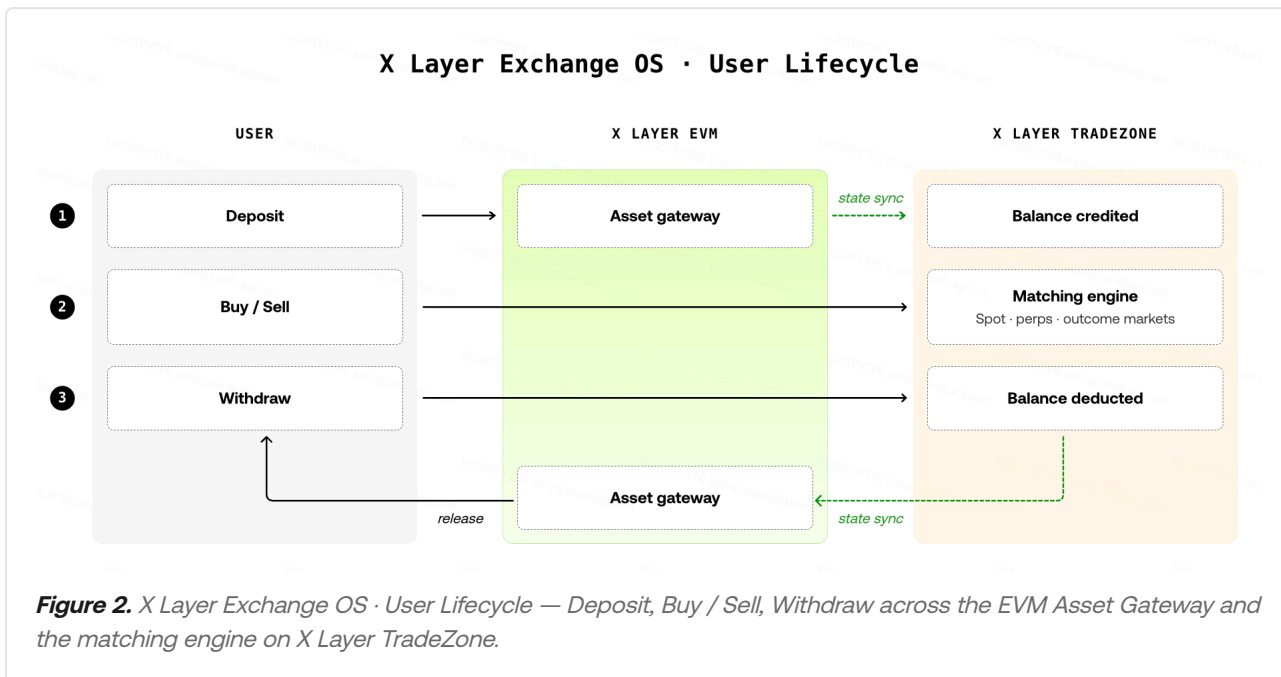 X Layer Exchange OS · User Lifecycle
USER
X LAYER EVM
X LAYER TRADEZONE
1
Deposit
Asset gateway
state sync
Balance credited
2
Buy / Sell
Matching engine
Spot · perps · outcome markets
3
Withdraw
Balance deducted
Asset gateway
release
state sync
Figure 2. X Layer Exchange OS · User Lifecycle — Deposit, Buy / Sell, Withdraw across the EVM Asset Gateway and
the matching engine on X Layer TradeZone.